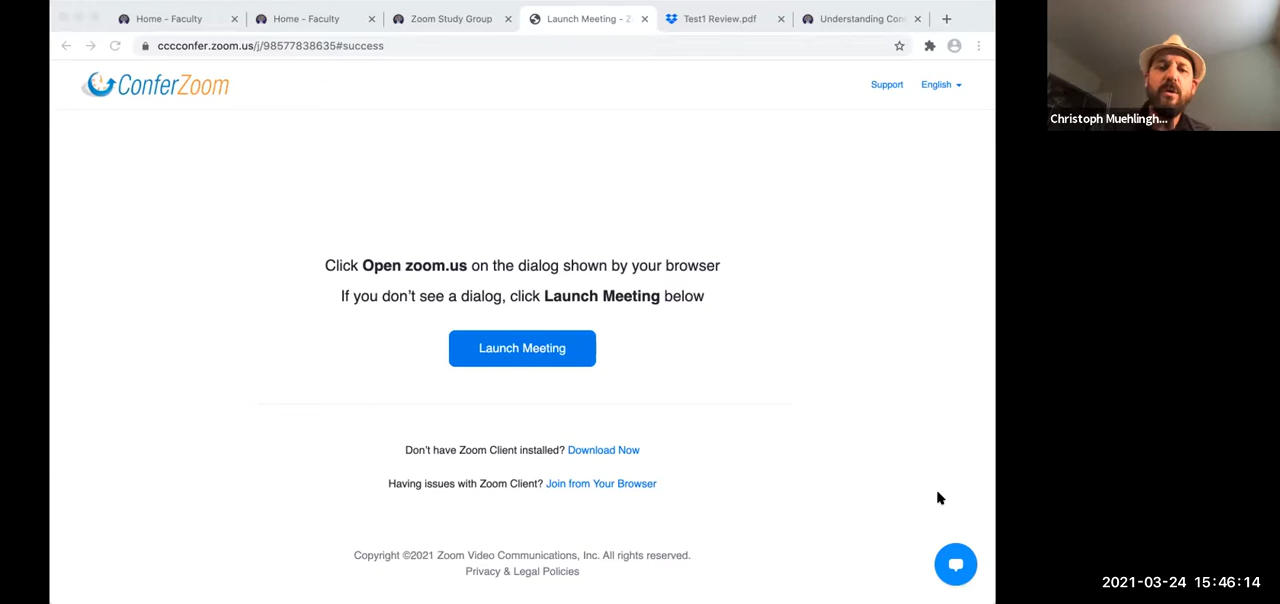 Home - Faculty
Home - Faculty
Zoom Study Group
Launch Meeting - Z
Test1 Review.pdf
Understanding Con
cccconfer.zoom.us/j/98577838635#success
ConferZoom
Support
English
Christoph Muehlingh...
Click Open zoom.us on the dialog shown by your browser
If you don't see a dialog, click Launch Meeting below
Launch Meeting
Don't have Zoom Client installed? Download Now
Having issues with Zoom Client? Join from Your Browser
Copyright ©2021 Zoom Video Communications, Inc. All rights reserved.
Privacy & Legal Policies
2021-03-24 15:46:14